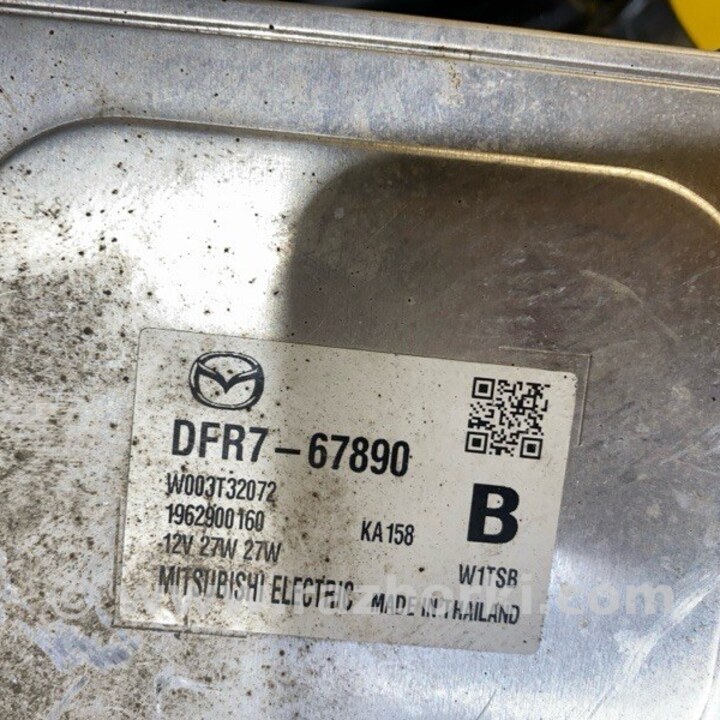 DFR7-67890
W003T32072
1962900160
12V 27W 27W
KA158
B
W1TSB
MITSUBISHI ELECTRIC
MADE IN THAILAND